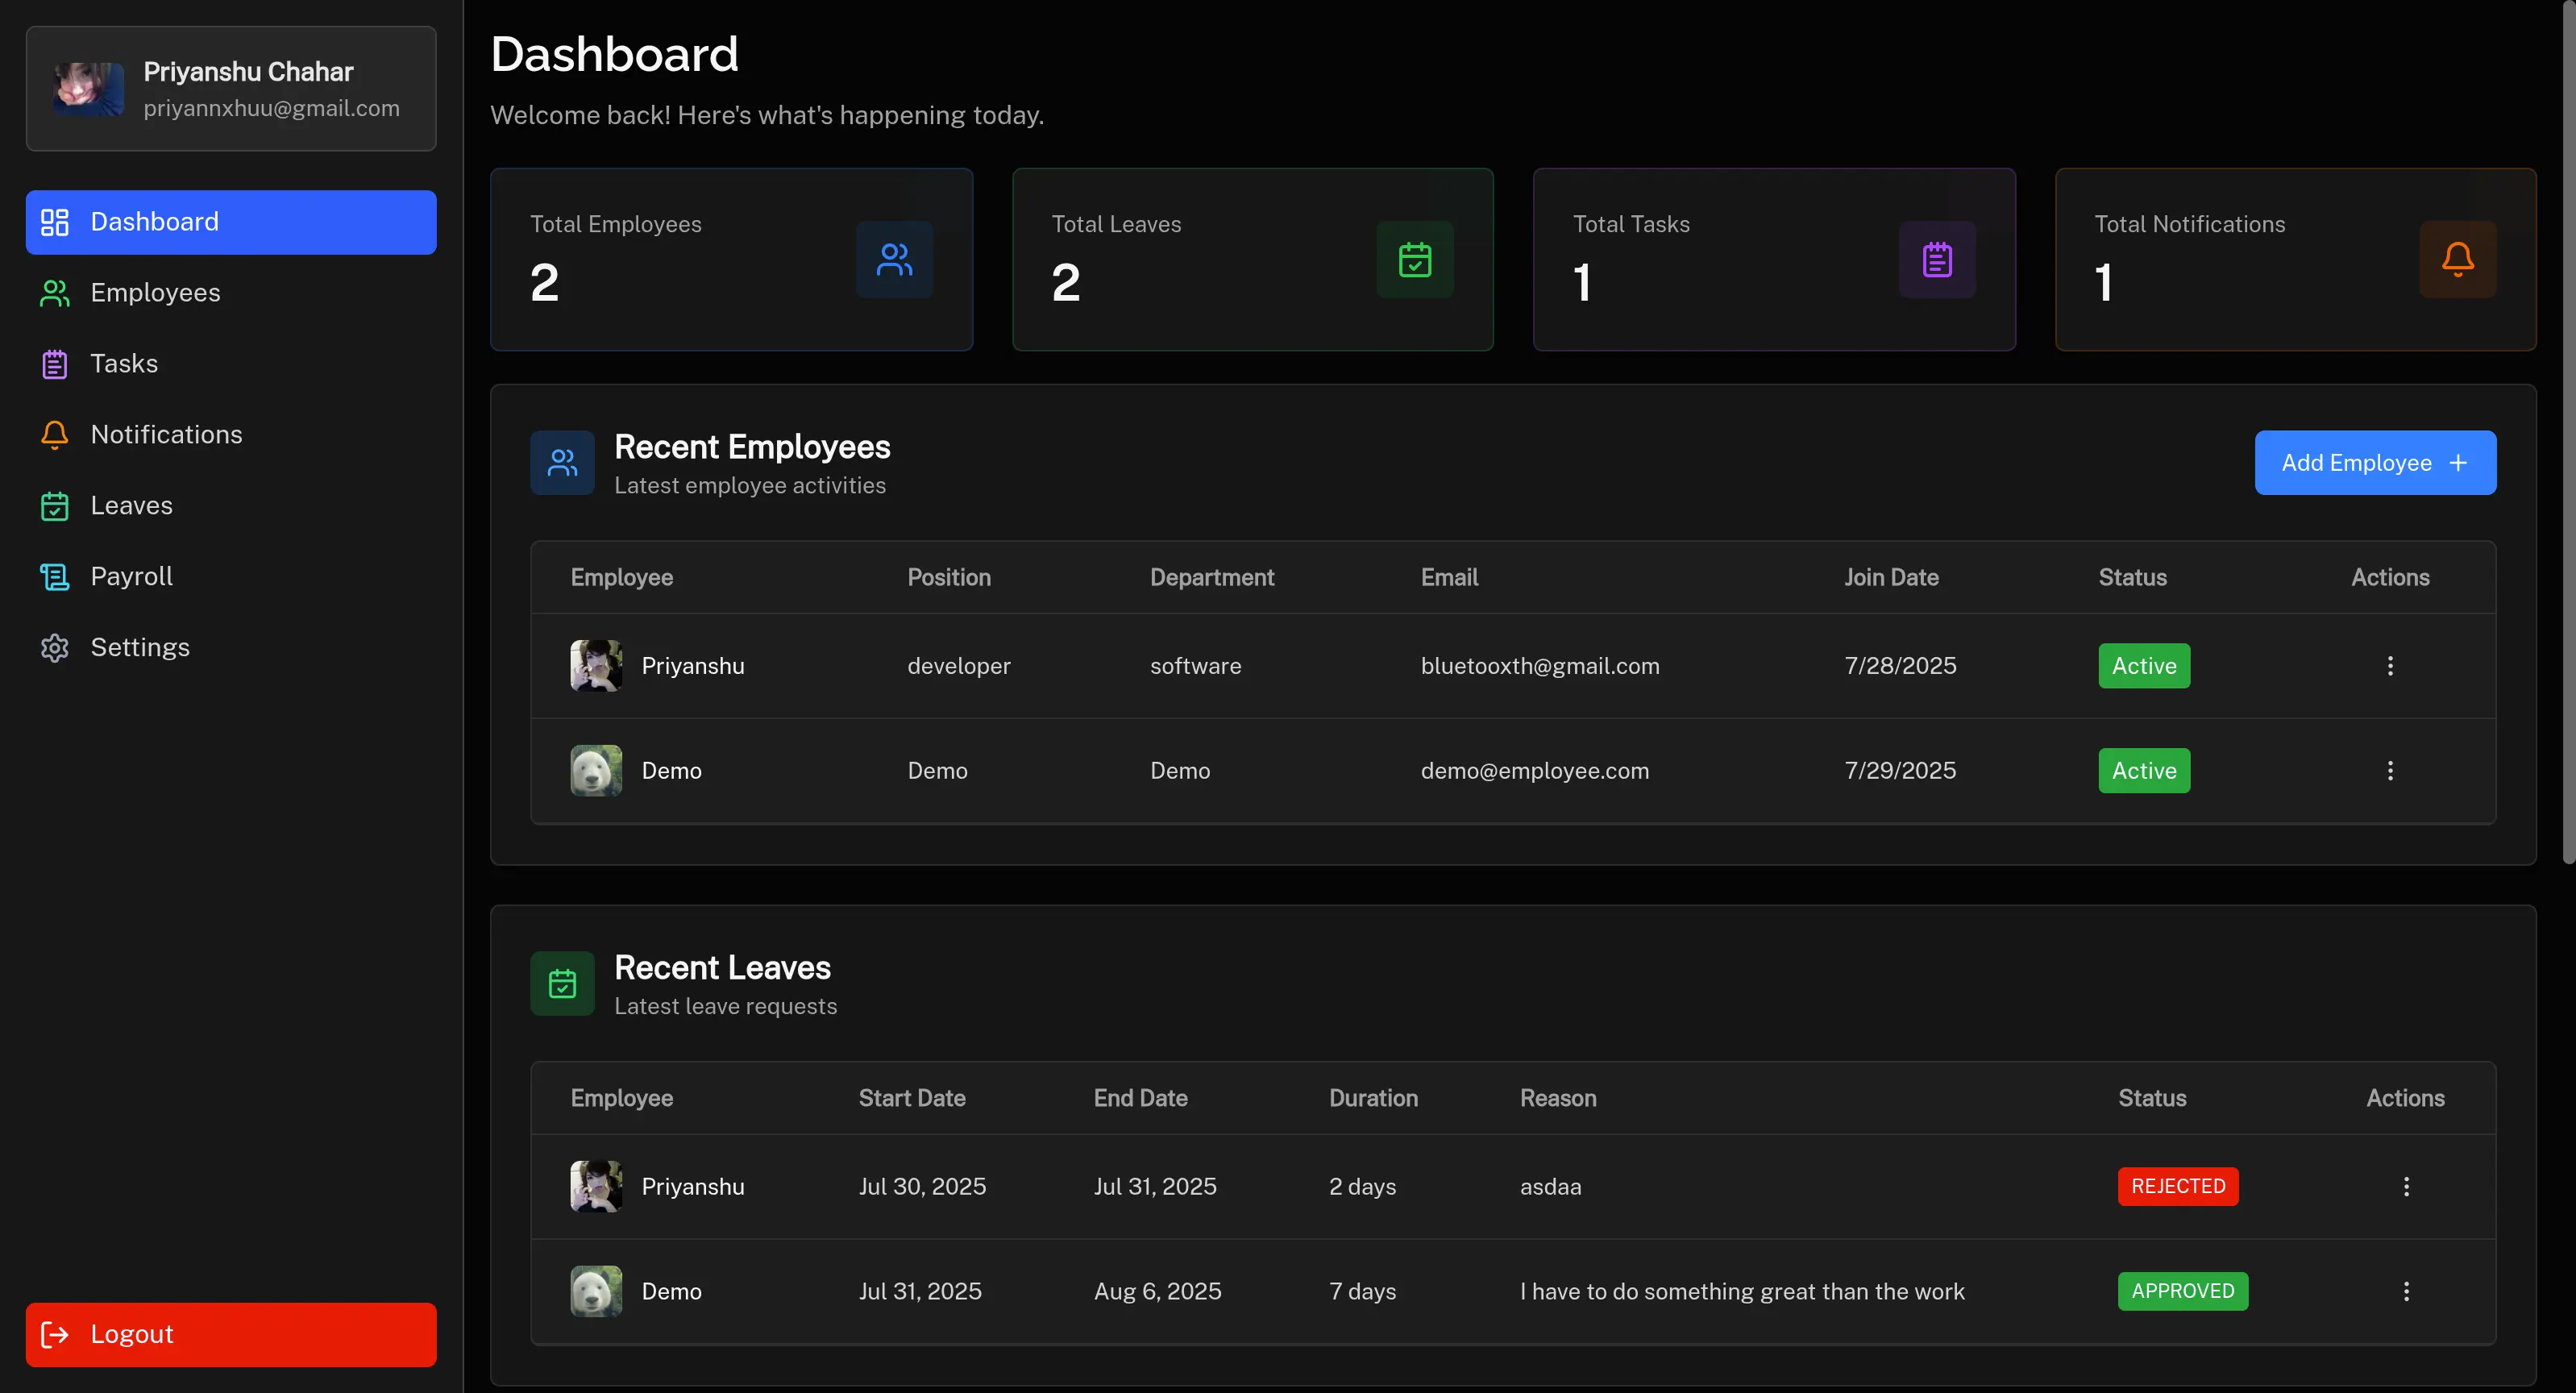 Priyanshu Chahar
priyannxhuu@gmail.com
Dashboard
Employees
Tasks
Notifications
Leaves
Payroll
Settings
Logout
Dashboard
Welcome back! Here's what's happening today.
Total Employees
2
Total Leaves
2
Total Tasks
1
Total Notifications
1
Recent Employees
Latest employee activities
Add Employee +
Employee Position Department Email Join Date Status Actions
Priyanshu developer software bluetooxth@gmail.com 7/28/2025 Active
Demo Demo Demo demo@employee.com 7/29/2025 Active
Recent Leaves
Latest leave requests
Employee Start Date End Date Duration Reason Status Actions
Priyanshu Jul 30, 2025 Jul 31, 2025 2 days asdaa REJECTED
Demo Jul 31, 2025 Aug 6, 2025 7 days I have to do something great than the work APPROVED